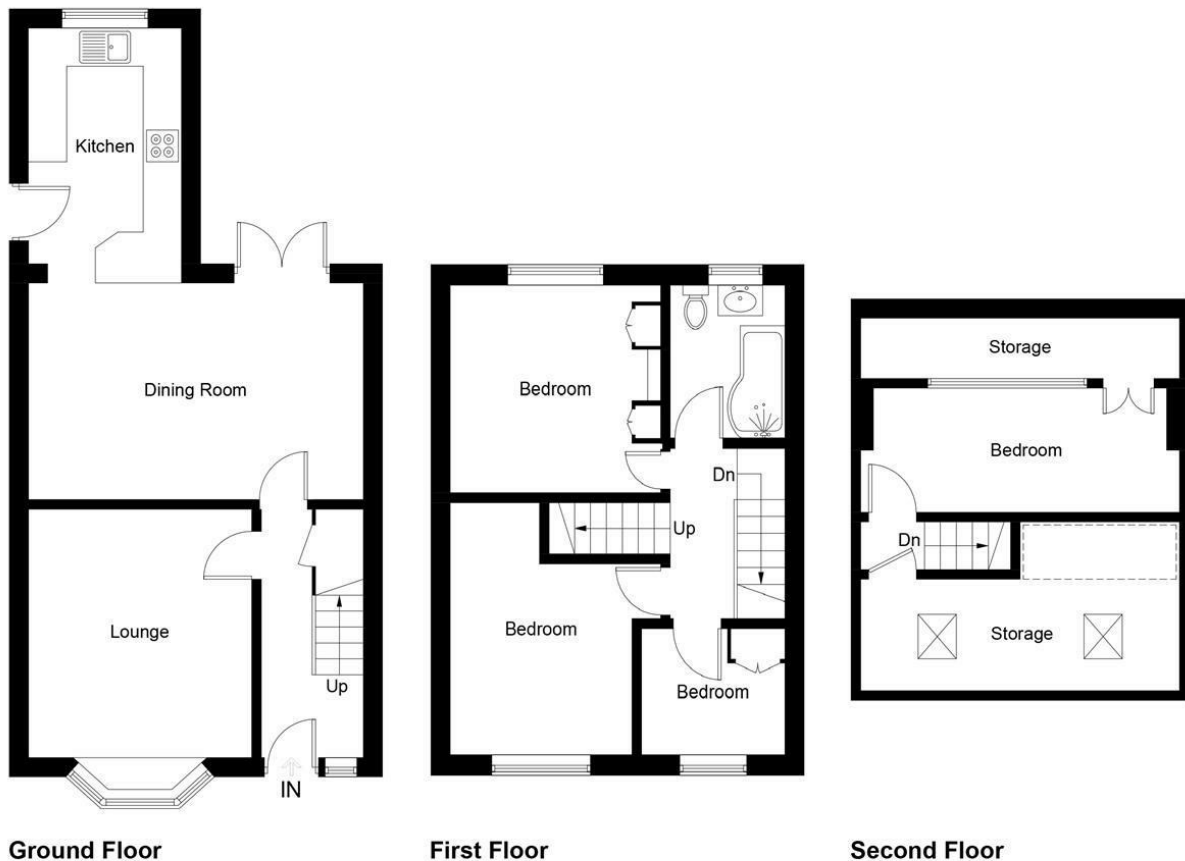 Kitchen
Dining Room
Lounge
Up
IN
Ground Floor
Bedroom
Dn
Up
Bedroom
Bedroom
First Floor
Storage
Bedroom
Dn
Storage
Second Floor